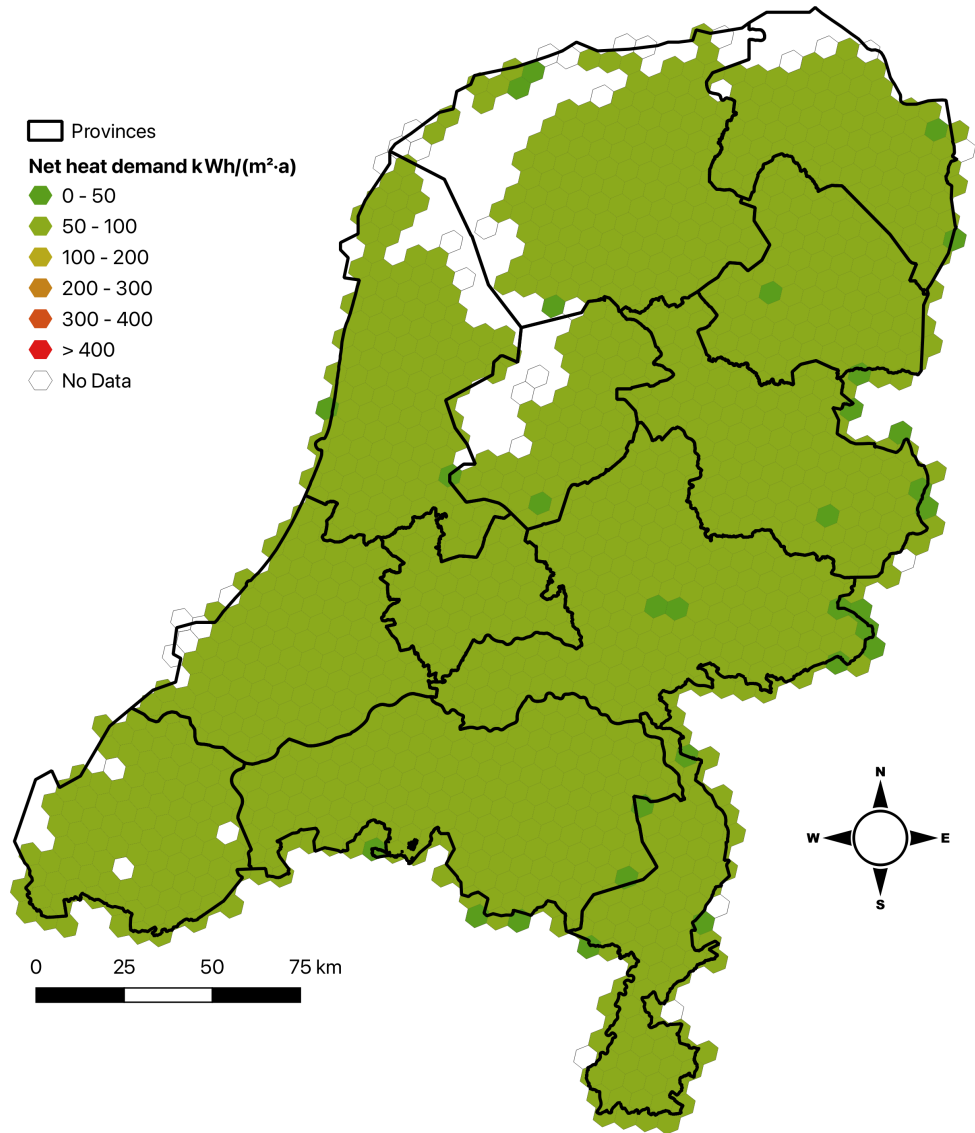 Provinces
Net heat demand kWh/(m²·a)
0 - 50
50 - 100
100 - 200
200 - 300
300 - 400
> 400
No Data
N
W E
S
0 25 50 75 km